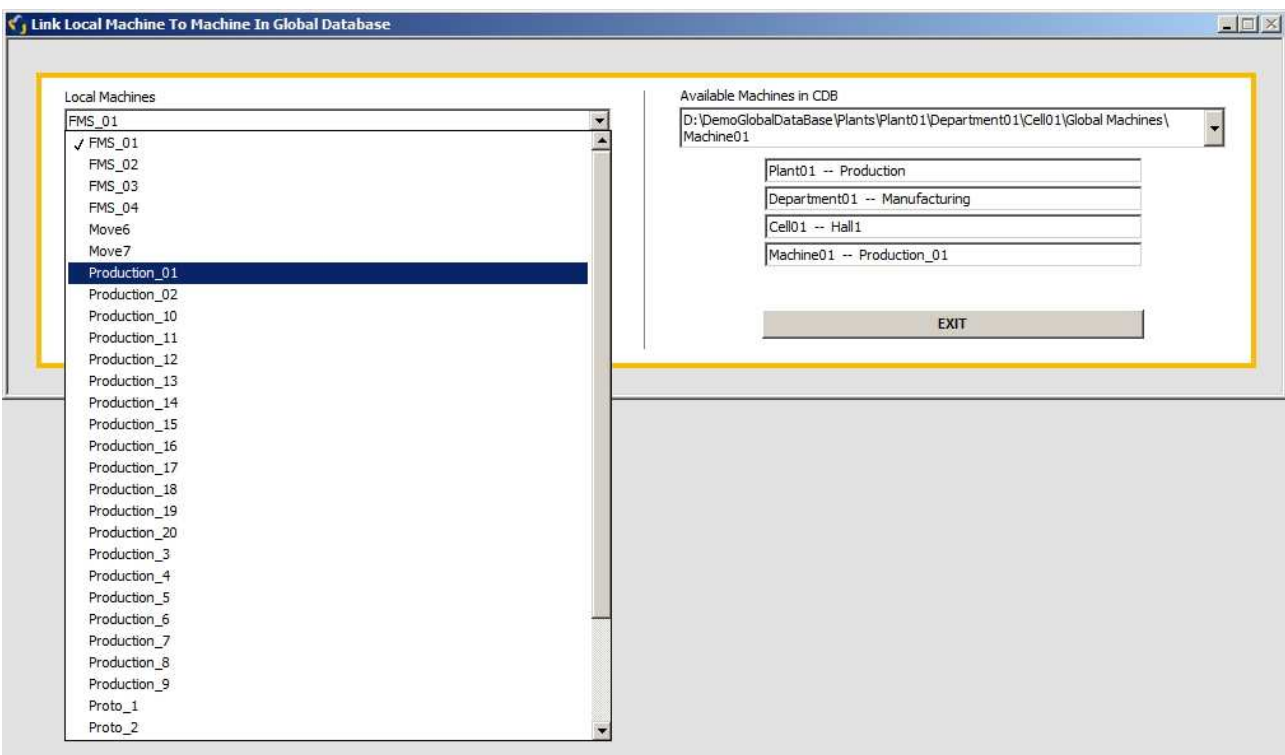 Link Local Machine To Machine In Global Database
Local Machines
FMS_01
FMS_01
FMS_02
FMS_03
FMS_04
Move6
Move7
Production_01
Production_02
Production_10
Production_11
Production_12
Production_13
Production_14
Production_15
Production_16
Production_17
Production_18
Production_19
Production_20
Production_3
Production_4
Production_5
Production_6
Production_7
Production_8
Production_9
Proto_1
Proto_2
Available Machines in CDB
D:\DemoGlobalDataBase\Plants\Plant01\Department01\Cell01\Global Machines\
Machine01
Plant01 -- Production
Department01 -- Manufacturing
Cell01 -- Hall1
Machine01 -- Production_01
EXIT